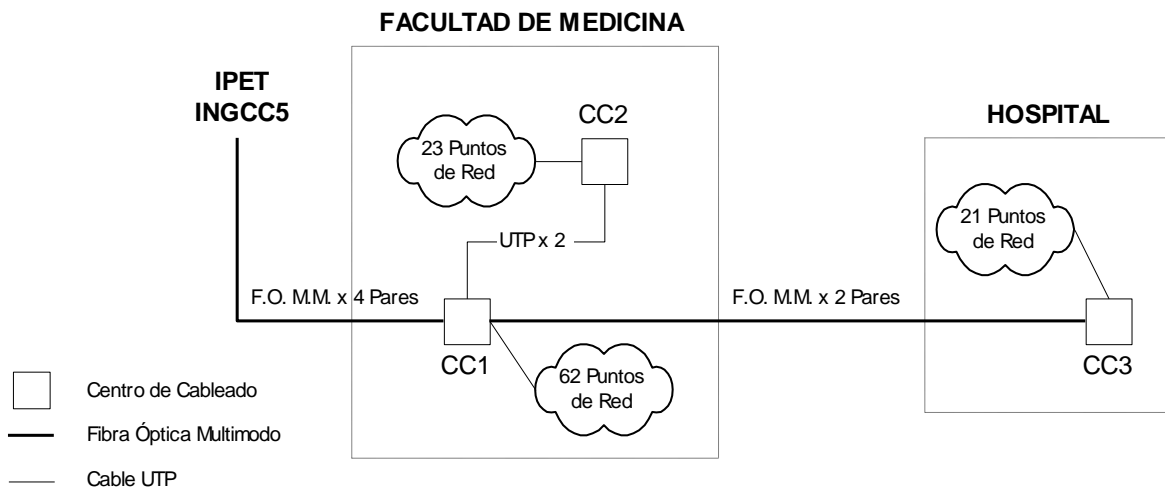 FACULTAD DE MEDICINA
IPET
INGCC5
CC2
HOSPITAL
23 Puntos
de Red
21 Puntos
de Red
UTP x 2
F.O. M.M. x 4 Pares
F.O. M.M. x 2 Pares
CC1
CC3
62 Puntos
de Red
Centro de Cableado
Fibra Óptica Multimodo
Cable UTP